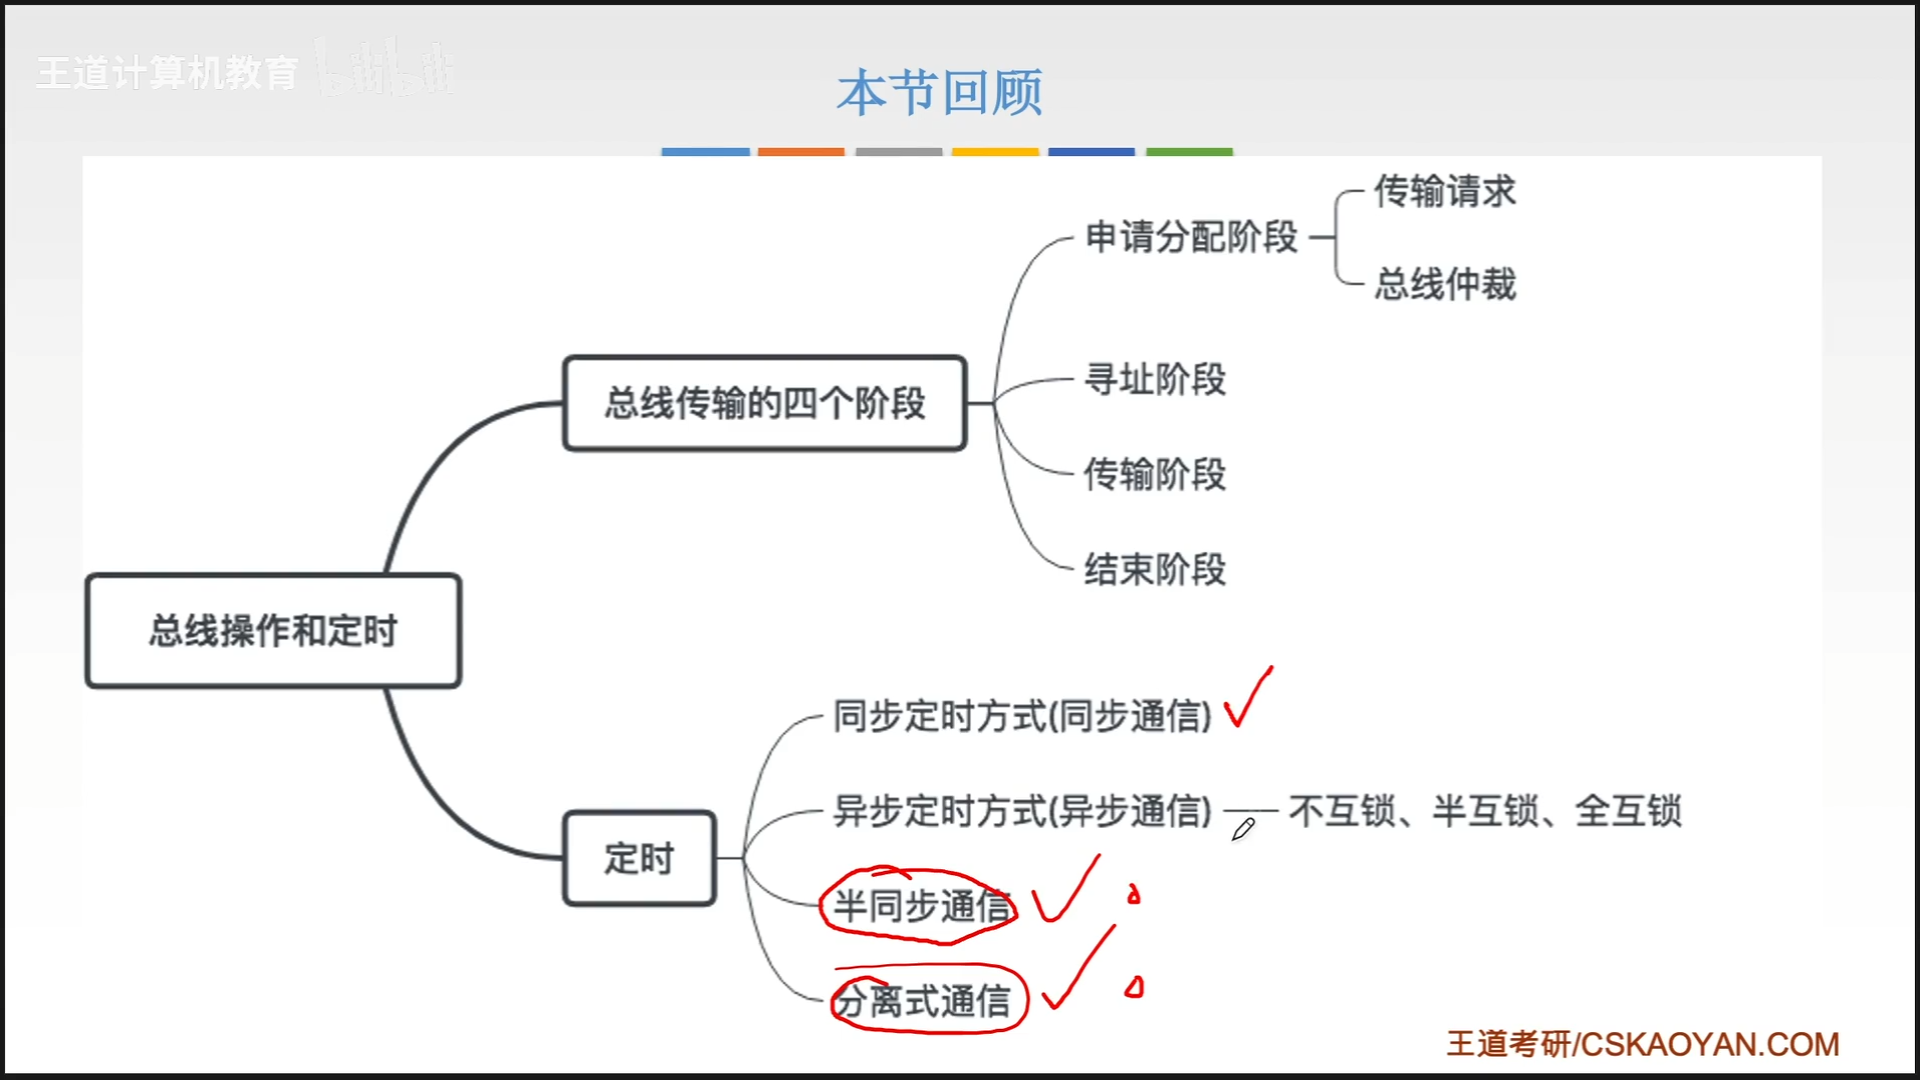 王道计算机教育 bilibili
本节回顾
传输请求
申请分配阶段
总线仲裁
寻址阶段
总线传输的四个阶段
传输阶段
结束阶段
总线操作和定时
同步定时方式(同步通信)
异步定时方式(异步通信)
不互锁、半互锁、全互锁
定时
半同步通信
分离式通信
王道考研/CSKAOYAN.COM